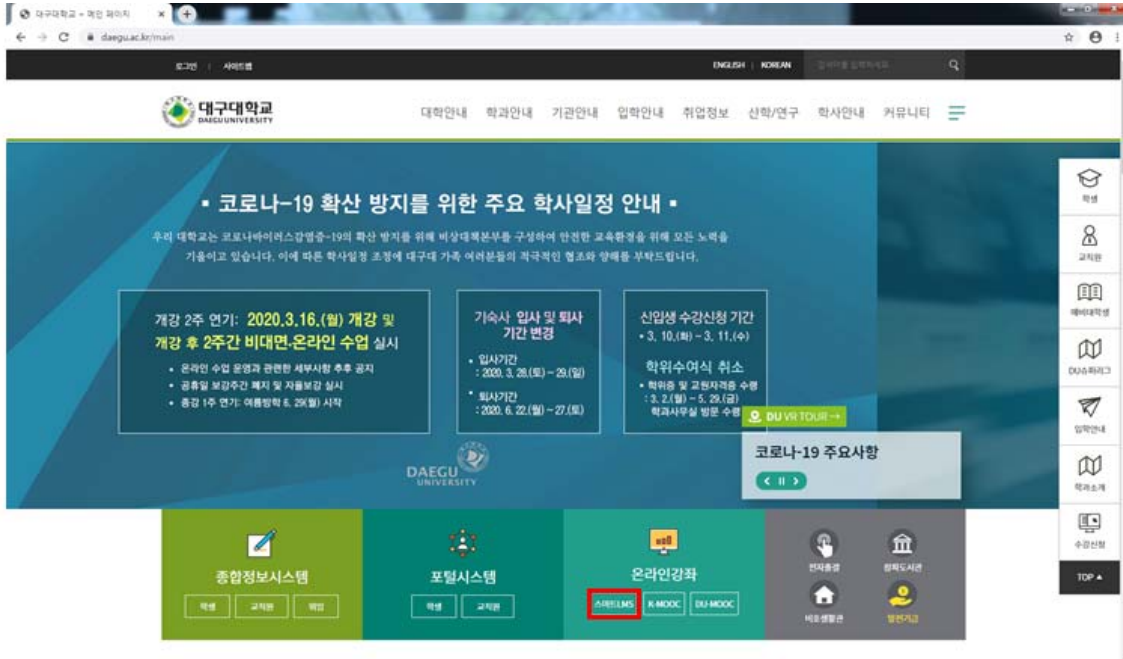 대구대학교 - 메인 페이지
daegu.ac.kr/main
로그인 | 사이트맵
ENGLISH | KOREAN
대구대학교
DAEGU UNIVERSITY
대학안내 학과안내 기관안내 입학안내 취업정보 산학/연구 학사안내 커뮤니티
▪ 코로나-19 확산 방지를 위한 주요 학사일정 안내 ▪
우리 대학교는 코로나바이러스감염증-19의 확산 방지를 위해 비상대책본부를 구성하여 안전한 교육환경을 위해 모든 노력을
기울이고 있습니다. 이에 따른 학사일정 조정에 대구대 가족 여러분들의 적극적인 협조와 양해를 부탁드립니다.
개강 2주 연기: 2020.3.16.(월) 개강 및
개강 후 2주간 비대면·온라인 수업 실시
• 온라인 수업 운영과 관련한 세부사항 추후 공지
• 공휴일 보강주간 폐지 및 자율보강 실시
• 종강 1주 연기: 여름방학 6. 29(월) 시작
기숙사 입사 및 퇴사
기간 변경
• 입사기간
: 2020. 3. 28.(토) – 29.(일)
• 퇴사기간
: 2020. 6. 22.(월) – 27.(토)
신입생 수강신청 기간
• 3. 10.(화) – 3. 11.(수)
학위수여식 취소
• 학위증 및 교원자격증 수령
: 3. 2.(월) – 5. 29.(금)
학과사무실 방문 수령
DU VR TOUR →
코로나-19 주요사항
DAEGU
UNIVERSITY
학생
교직원
예비대학생
DU슈퍼리그
입학안내
학과소개
수강신청
TOP ▲
종합정보시스템
학생 교직원
포털시스템
학생 교직원
온라인강좌
스마트LMS K-MOOC DU-MOOC
전자출결
창파도서관
비호생활관
발전기금